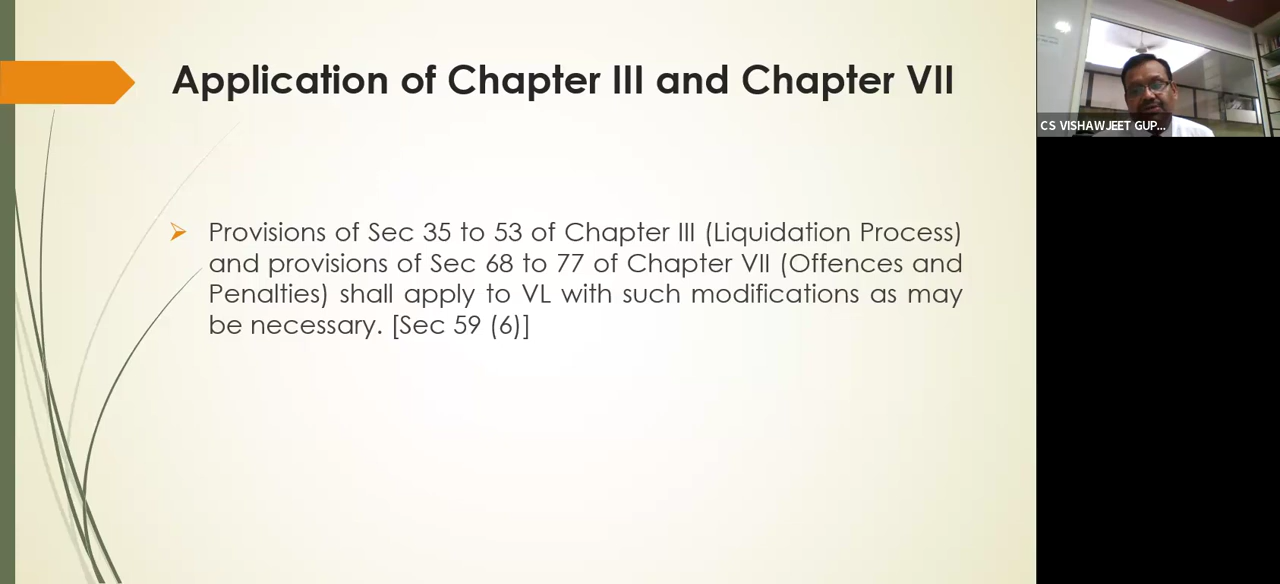 Application of Chapter III and Chapter VII
Provisions of Sec 35 to 53 of Chapter III (Liquidation Process)
and provisions of Sec 68 to 77 of Chapter VII (Offences and
Penalties) shall apply to VL with such modifications as may
be necessary. [Sec 59 (6)]
CS VISHAWJEET GUP...